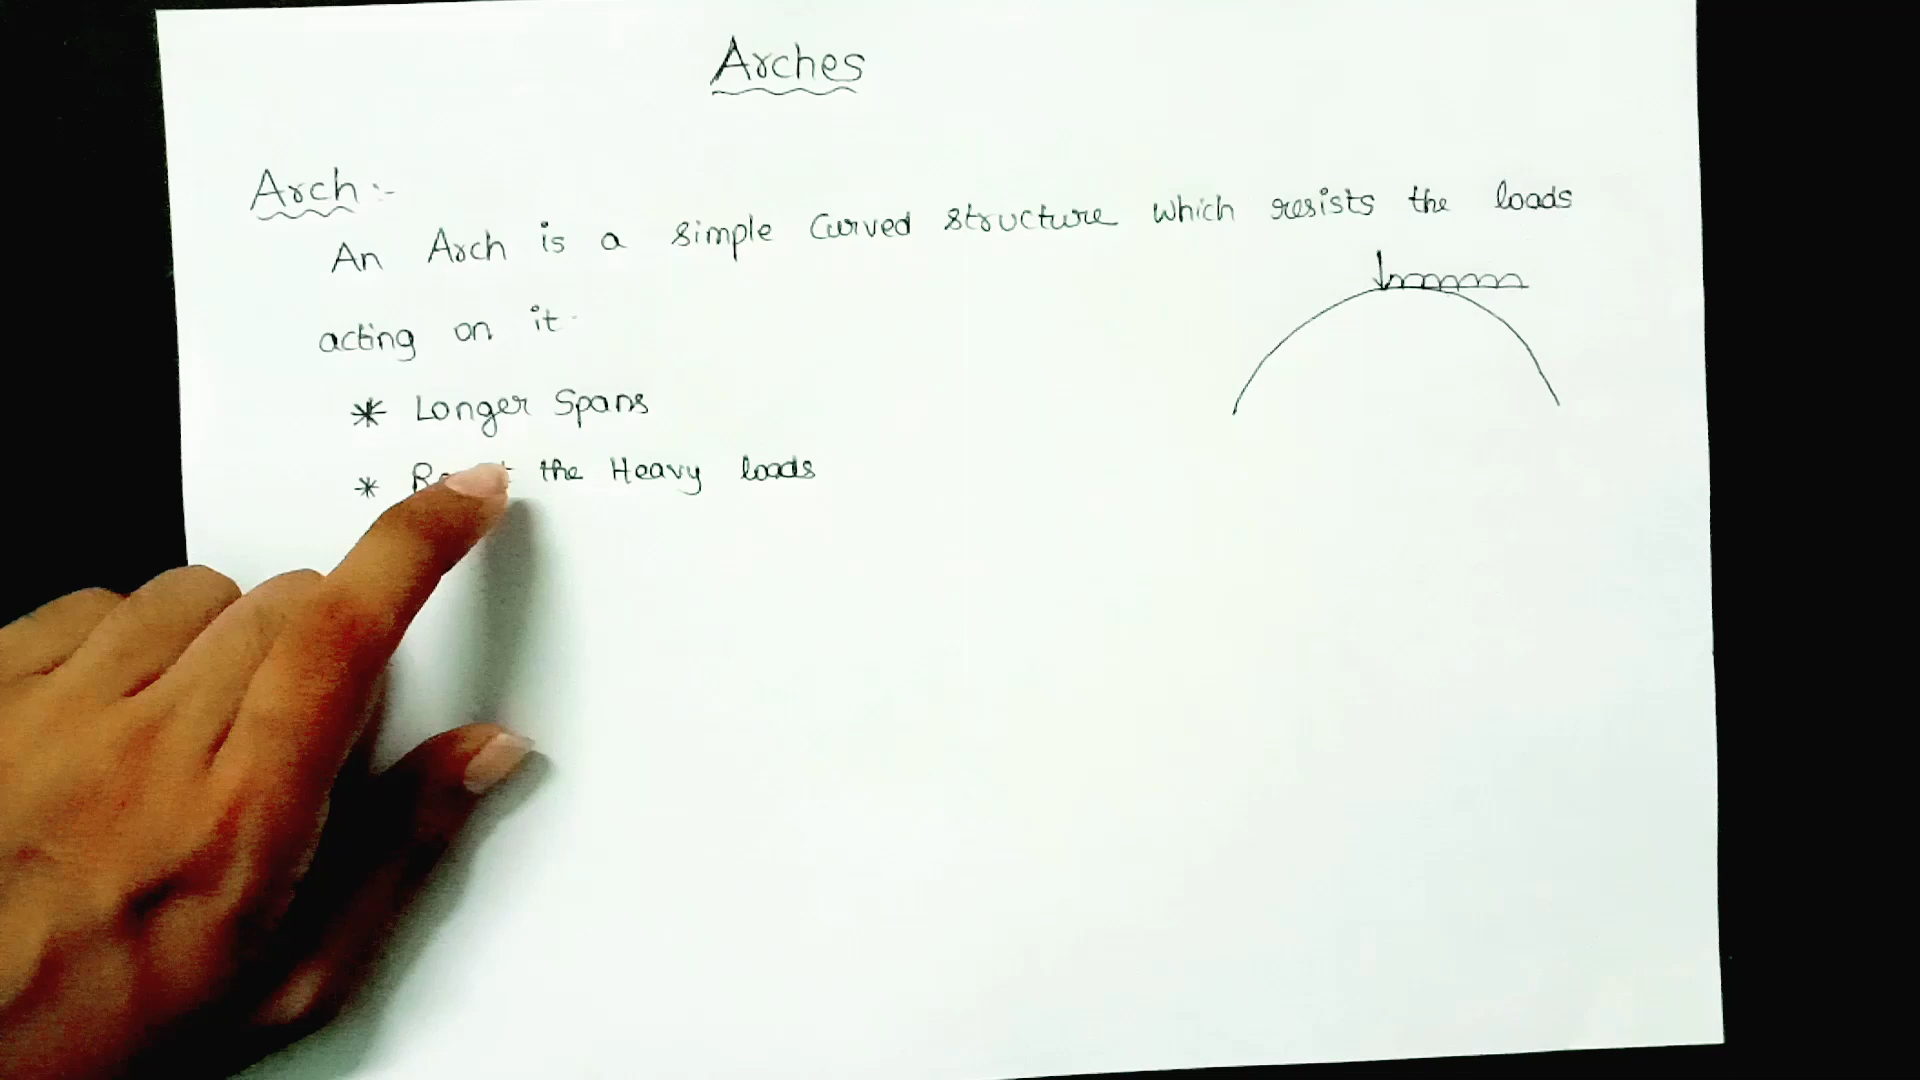 Arches
Arch :-
An Arch is a simple Curved structure which resists the loads
acting on it.
* Longer Spans
* the Heavy loads